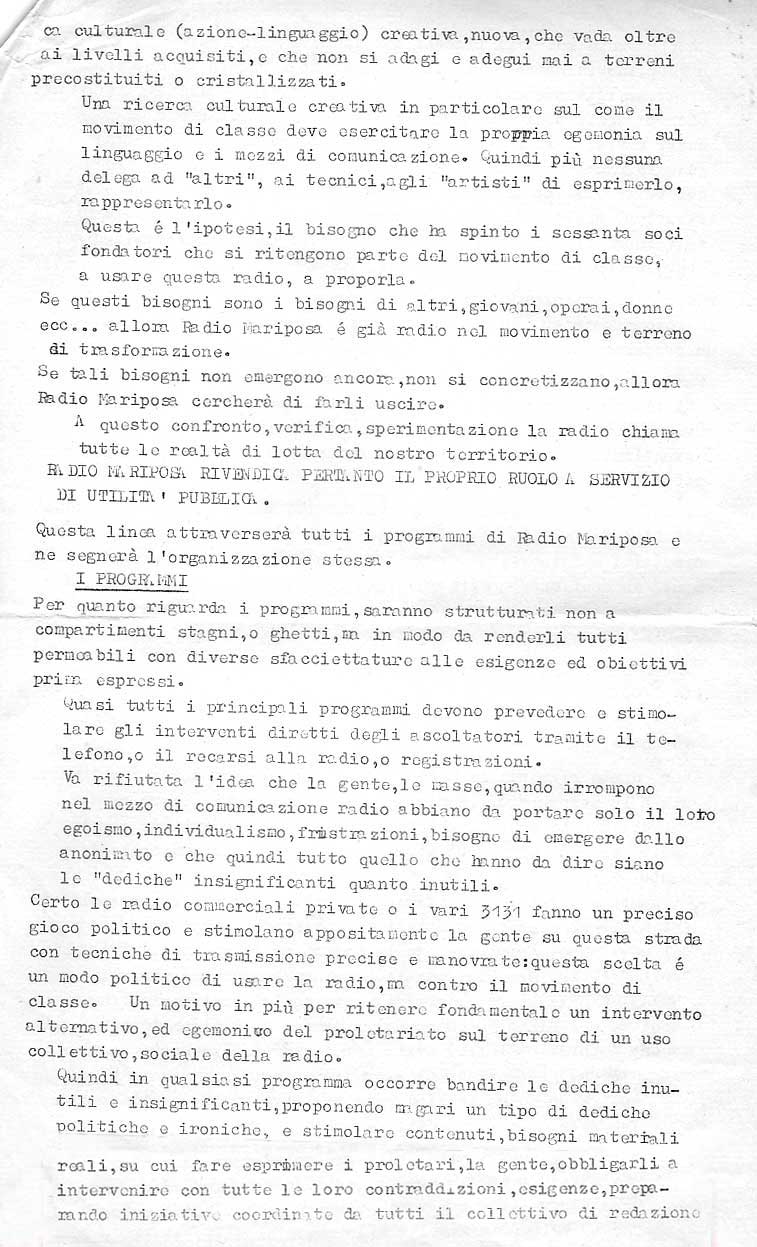 ca culturale (azione-linguaggio) creativa,nuova,che vada oltre
ai livelli acquisiti,e che non si adagi e adegui mai a terreni
precostituiti o cristallizzati.
Una ricerca culturale creativa in particolare sul come il
movimento di classe deve esercitare la proppia egemonia sul
linguaggio e i mezzi di comunicazione. Quindi più nessuna
delega ad "altri", ai tecnici,agli "artisti" di esprimerlo,
rappresentarlo.
Questa é l'ipotesi,il bisogno che ha spinto i sessanta soci
fondatori che si ritengono parte del movimento di classe,
a usare questa radio, a proporla.
Se questi bisogni sono i bisogni di altri,giovani,operai,donne
ecc... allora Radio Mariposa é già radio nel movimento e terreno
di trasformazione.
Se tali bisogni non emergono ancora,non si concretizzano,allora
Radio Mariposa cercherà di farli uscire.
A questo confronto,verifica,sperimentazione la radio chiama
tutte le realtà di lotta del nostro territorio.
RADIO MARIPOSA RIVENDICA PERTANTO IL PROPRIO RUOLO A SERVIZIO
DI UTILITA' PUBBLICA.
Questa linea attraverserà tutti i programmi di Radio Mariposa e
ne segnerà l'organizzazione stessa.
I PROGRAMMI
Per quanto riguarda i programmi,saranno strutturati non a
compartimenti stagni,o ghetti,ma in modo da renderli tutti
permeabili con diverse sfacciettature alle esigenze ed obiettivi
prima espressi.
Quasi tutti i principali programmi devono prevedere e stimo-
lare gli interventi diretti degli ascoltatori tramite il te-
lefono,o il recarsi alla radio,o registrazioni.
Va rifiutata l'idea che la gente,le masse,quando irrompono
nel mezzo di comunicazione radio abbiano da portare solo il loro
egoismo,individualismo,frustrazioni,bisogno di emergere dallo
anonimato e che quindi tutto quello che hanno da dire siano
le "dediche" insignificanti quanto inutili.
Certo le radio commerciali private o i vari 3131 fanno un preciso
gioco politico e stimolano appositamente la gente su questa strada
con tecniche di trasmissione precise e manovrate:questa scelta é
un modo politico di usare la radio,ma contro il movimento di
classe. Un motivo in più per ritenere fondamentale un intervento
alternativo,ed egemonico del proletariato sul terreno di un uso
collettivo,sociale della radio.
Quindi in qualsiasi programma occorre bandire le dediche inu-
tili e insignificanti,proponendo magari un tipo di dediche
politiche e ironiche, e stimolare contenuti,bisogni materiali
reali,su cui fare esprimere i proletari,la gente,obbligarli a
intervenire con tutte le loro contraddizioni,esigenze,prepa-
rando iniziative coordinate da tutti il collettivo di redazione